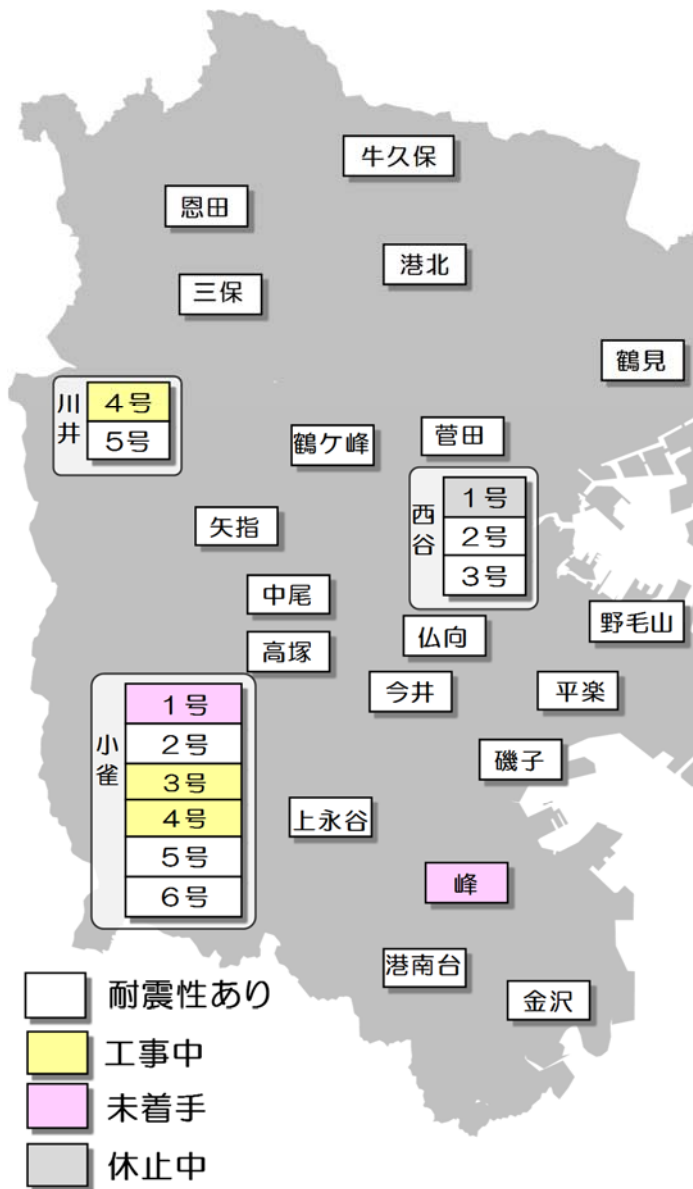 牛久保
恩田
港北
三保
鶴見
川井
4号
5号
鶴ケ峰
菅田
西谷
1号
2号
3号
矢指
中尾
野毛山
仏向
高塚
今井
平楽
小雀
1号
2号
3号
4号
5号
6号
磯子
上永谷
峰
港南台
金沢
耐震性あり
工事中
未着手
休止中